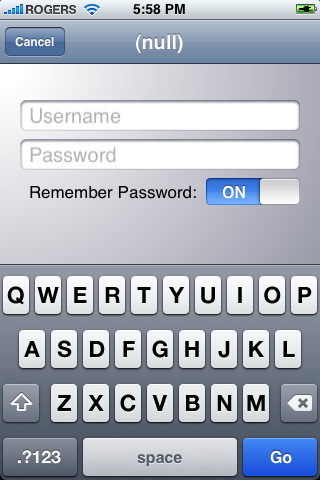 ROGERS 5:58 PM
Cancel (null)
Username
Password
Remember Password: ON
Q W E R T Y U I O P
A S D F G H J K L
Z X C V B N M
.?123 space Go